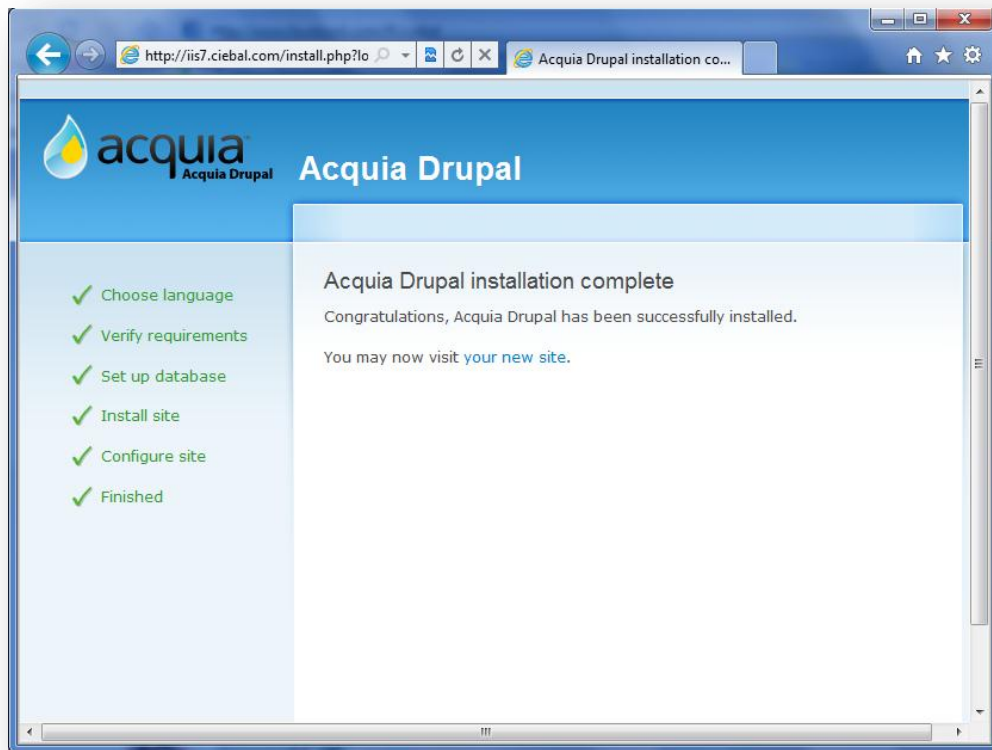 http://iis7.ciebal.com/install.php?lo
Acquia Drupal installation co...
acquia
Acquia Drupal
Acquia Drupal
Choose language
Verify requirements
Set up database
Install site
Configure site
Finished
Acquia Drupal installation complete
Congratulations, Acquia Drupal has been successfully installed.
You may now visit your new site.